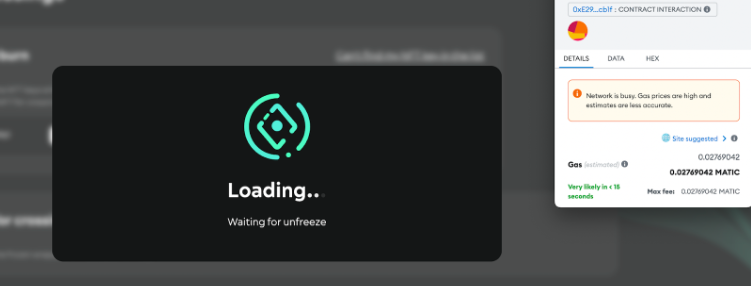 Loading...
Waiting for unfreeze
0xE29...cb1f : CONTRACT INTERACTION
DETAILS DATA HEX
Network is busy. Gas prices are high and
estimates are less accurate.
Site suggested >
0.02769042
Gas (estimated)
0.02769042 MATIC
Very likely in < 15
seconds
Max fee: 0.02769042 MATIC